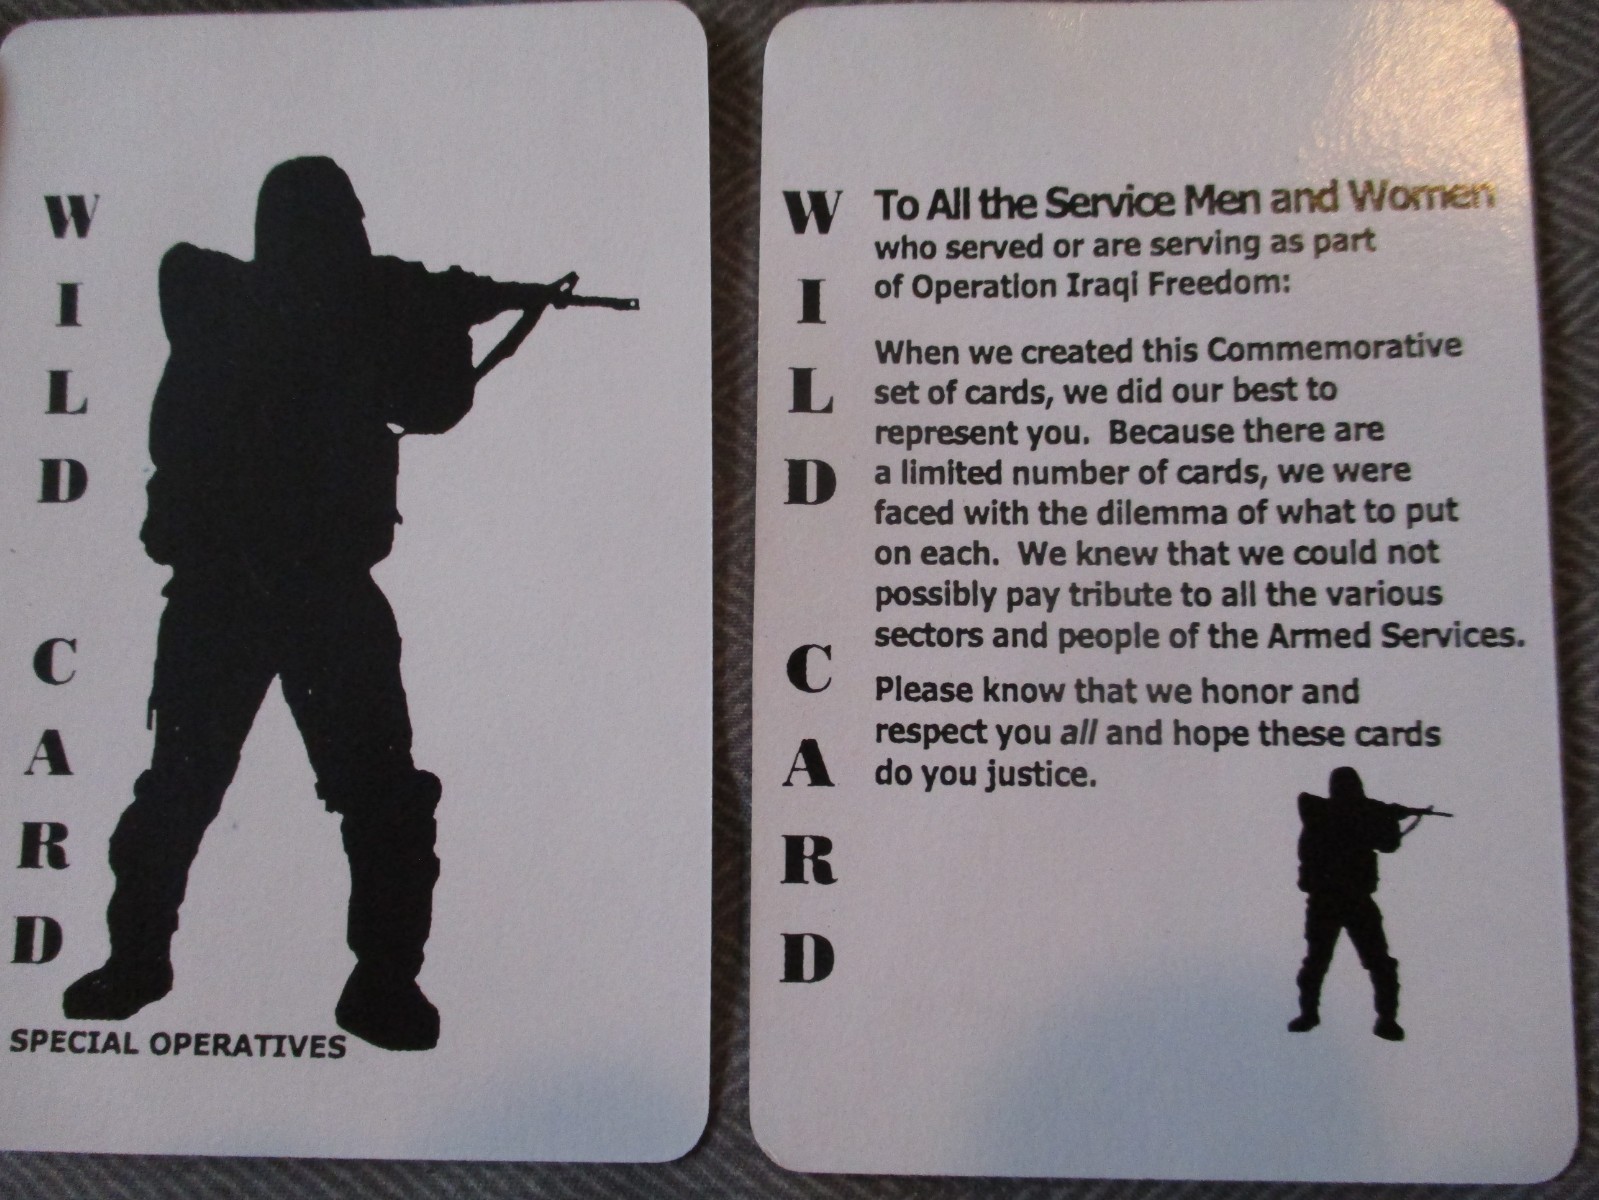 WILD CARD
SPECIAL OPERATIVES
WILD CARD
To All the Service Men and Women
who served or are serving as part
of Operation Iraqi Freedom:
When we created this Commemorative
set of cards, we did our best to
represent you. Because there are
a limited number of cards, we were
faced with the dilemma of what to put
on each. We knew that we could not
possibly pay tribute to all the various
sectors and people of the Armed Services.
Please know that we honor and
respect you all and hope these cards
do you justice.